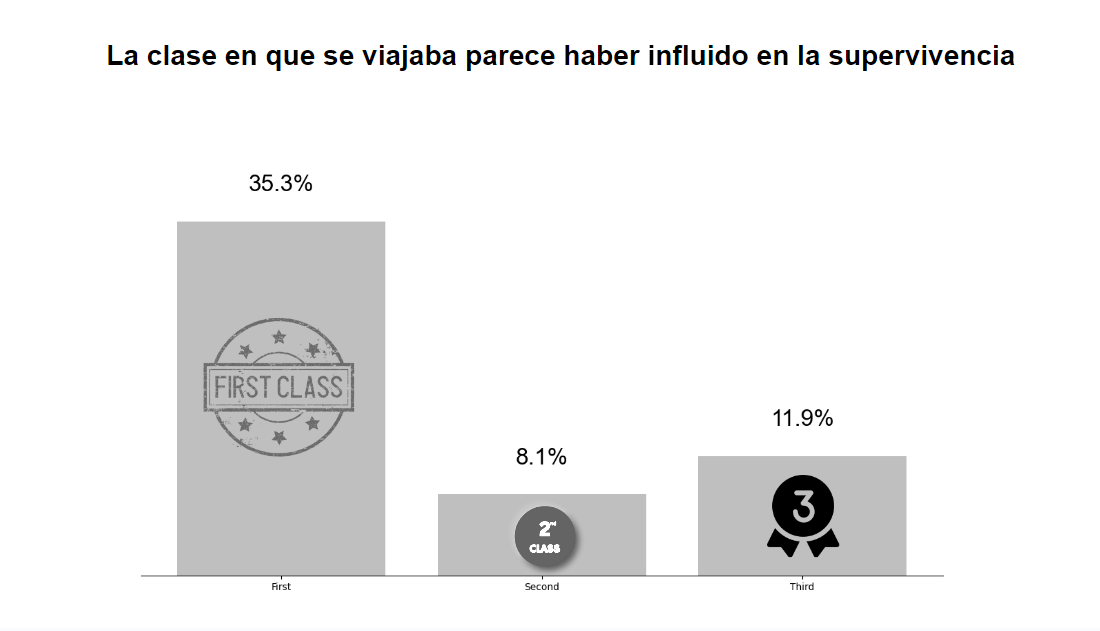 La clase en que se viajaba parece haber influido en la supervivencia
35.3%
FIRST CLASS
8.1%
2nd
CLASS
11.9%
3
First
Second
Third